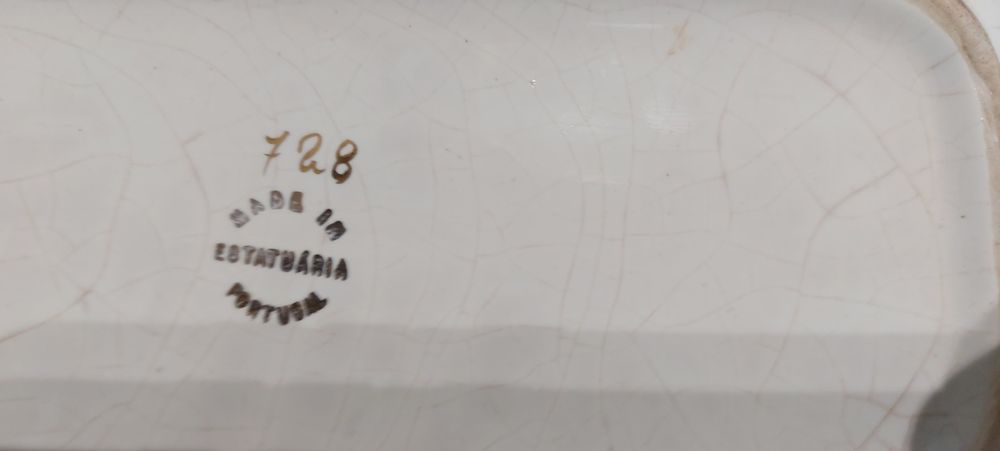 728
MADE IN
ESTATUÁRIA
PORTUGAL